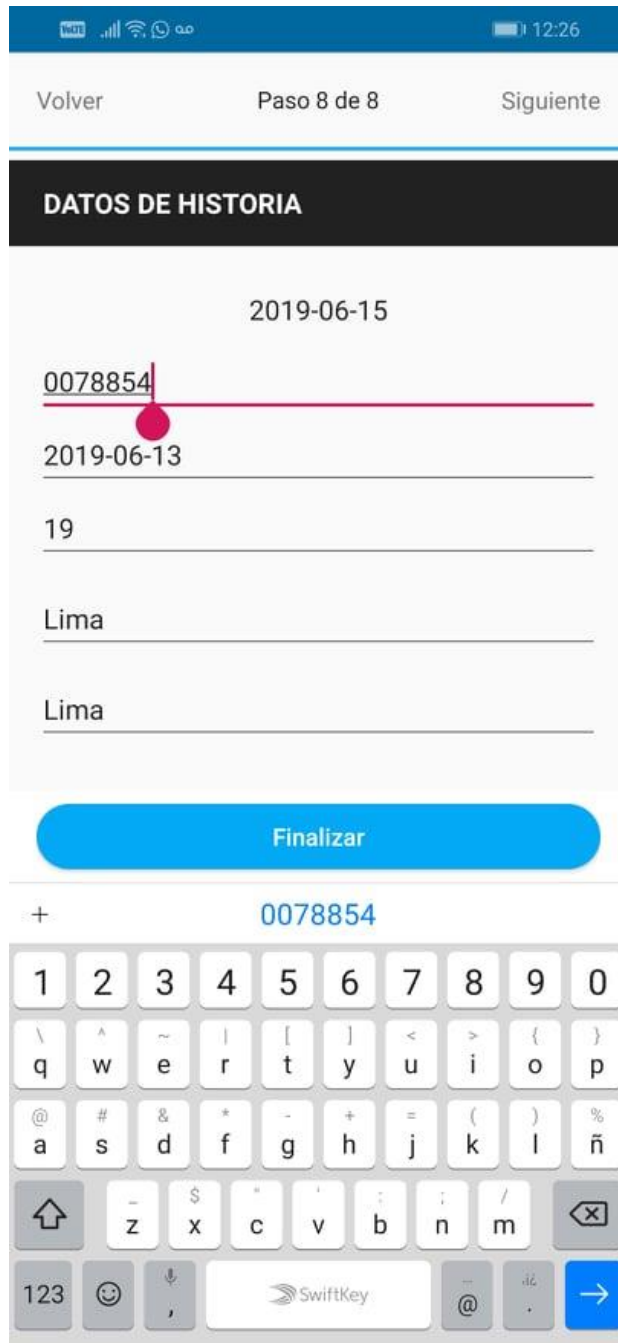 VoLTE 12:26
Volver Paso 8 de 8 Siguiente
DATOS DE HISTORIA
2019-06-15
0078854
2019-06-13
19
Lima
Lima
Finalizar
+ 0078854
1 2 3 4 5 6 7 8 9 0
\ ^ ~ | [ ] < > { }
q w e r t y u i o p
@ # & * - + = ( ) %
a s d f g h j k l ñ
_ $ " ' : ; /
z x c v b n m
123 , SwiftKey @ .